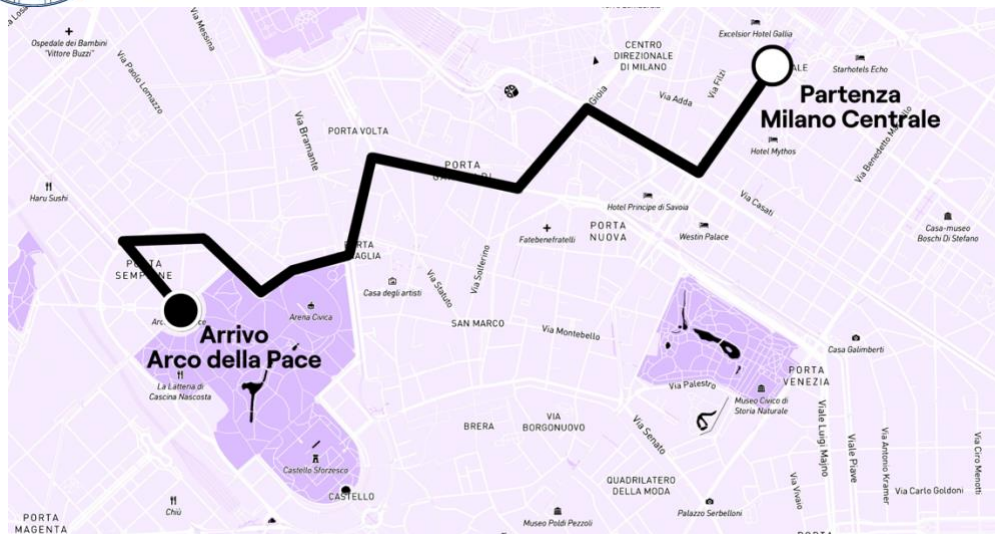 Ospedale dei Bambini
"Vittore Buzzi"
Via Messina
Via Paolo Lomazzo
Via Bramante
PORTA VOLTA
CENTRO
DIREZIONALE
DI MILANO
Excelsior Hotel Gallia
Starhotels Echo
Gioia
Via Adda
Via Filzi
Partenza
Milano Centrale
Hotel Mythos
Via Casati
Haru Sushi
PORTA
Hotel Principe di Savoia
Westin Palace
Fatebenefratelli
PORTA
NUOVA
Casa-museo
Boschi Di Stefano
Casa degli artisti
Via Statuto
Via Solferino
Arena Civica
Arrivo
Arco della Pace
SAN MARCO
Via Montebello
Casa Galimberti
La Latteria di
Cascina Nascosta
PORTA
VENEZIA
Via Palestro
Museo Civico di
Storia Naturale
BRERA
VIA
BORGONUOVO
Via Senato
Viale Luigi Majno
Viale Piave
Via Antonio Kramer
Via Ciro Menotti
Castello Sforzesco
CASTELLO
QUADRILATERO
DELLA MODA
Via Vivaio
Via Carlo Goldoni
Chiù
PORTA
MAGENTA
Museo Poldi Pezzoli
Palazzo Serbelloni